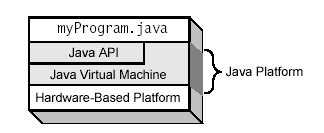 myProgram.java
Java API
Java Virtual Machine
Java Platform
Hardware-Based Platform